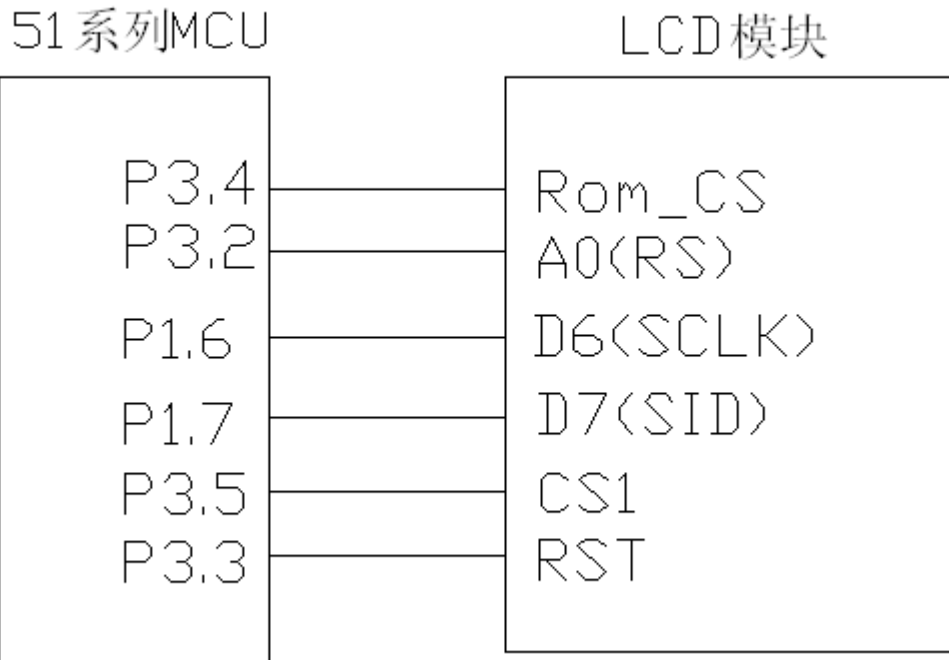 51系列MCU LCD模块
P3.4 Rom_CS
P3.2 A0(RS)
P1.6 D6(SCLK)
P1.7 D7(SID)
P3.5 CS1
P3.3 RST